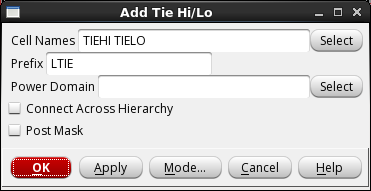 Add Tie Hi/Lo
Cell Names TIEHI TIELO Select
Prefix LTIE
Power Domain Select
Connect Across Hierarchy
Post Mask
OK Apply Mode... Cancel Help